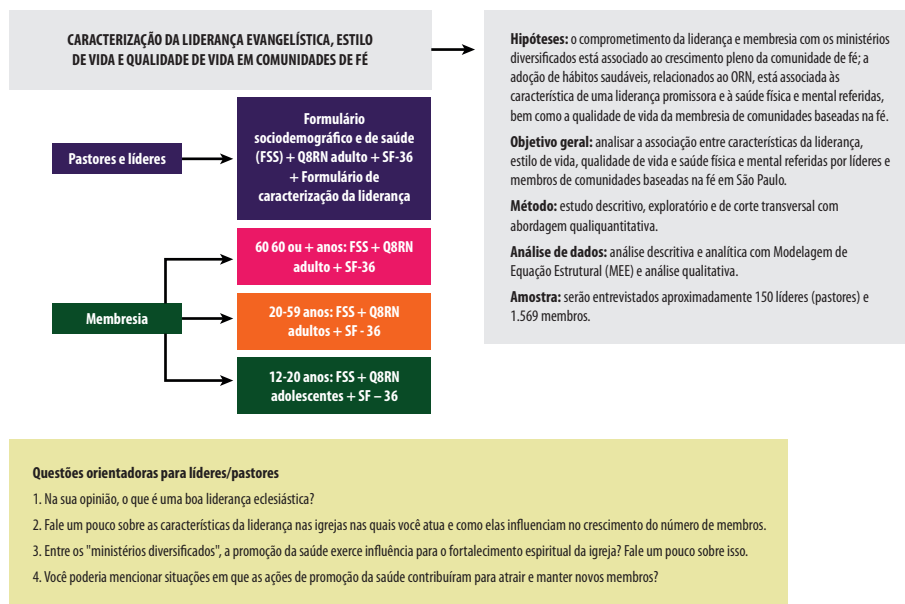 CARACTERIZAÇÃO DA LIDERANÇA EVANGELÍSTICA, ESTILO
DE VIDA E QUALIDADE DE VIDA EM COMUNIDADES DE FÉ
Pastores e líderes
Formulário
sociodemográfico e de saúde
(FSS) + Q8RN adulto + SF-36
+ Formulário de
caracterização da liderança
Membresia
60 60 ou + anos: FSS + Q8RN
adulto + SF-36
20-59 anos: FSS + Q8RN
adultos + SF - 36
12-20 anos: FSS + Q8RN
adolescentes + SF – 36
Hipóteses: o comprometimento da liderança e membresia com os ministérios
diversificados está associado ao crescimento pleno da comunidade de fé; a
adoção de hábitos saudáveis, relacionados ao ORN, está associada às
característica de uma liderança promissora e à saúde física e mental referidas,
bem como a qualidade de vida da membresia de comunidades baseadas na fé.
Objetivo geral: analisar a associação entre características da liderança,
estilo de vida, qualidade de vida e saúde física e mental referidas por líderes e
membros de comunidades baseadas na fé em São Paulo.
Método: estudo descritivo, exploratório e de corte transversal com
abordagem qualiquantitativa.
Análise de dados: análise descritiva e analítica com Modelagem de
Equação Estrutural (MEE) e análise qualitativa.
Amostra: serão entrevistados aproximadamente 150 líderes (pastores) e
1.569 membros.
Questões orientadoras para líderes/pastores
1. Na sua opinião, o que é uma boa liderança eclesiástica?
2. Fale um pouco sobre as características da liderança nas igrejas nas quais você atua e como elas influenciam no crescimento do número de membros.
3. Entre os "ministérios diversificados", a promoção da saúde exerce influência para o fortalecimento espiritual da igreja? Fale um pouco sobre isso.
4. Você poderia mencionar situações em que as ações de promoção da saúde contribuíram para atrair e manter novos membros?